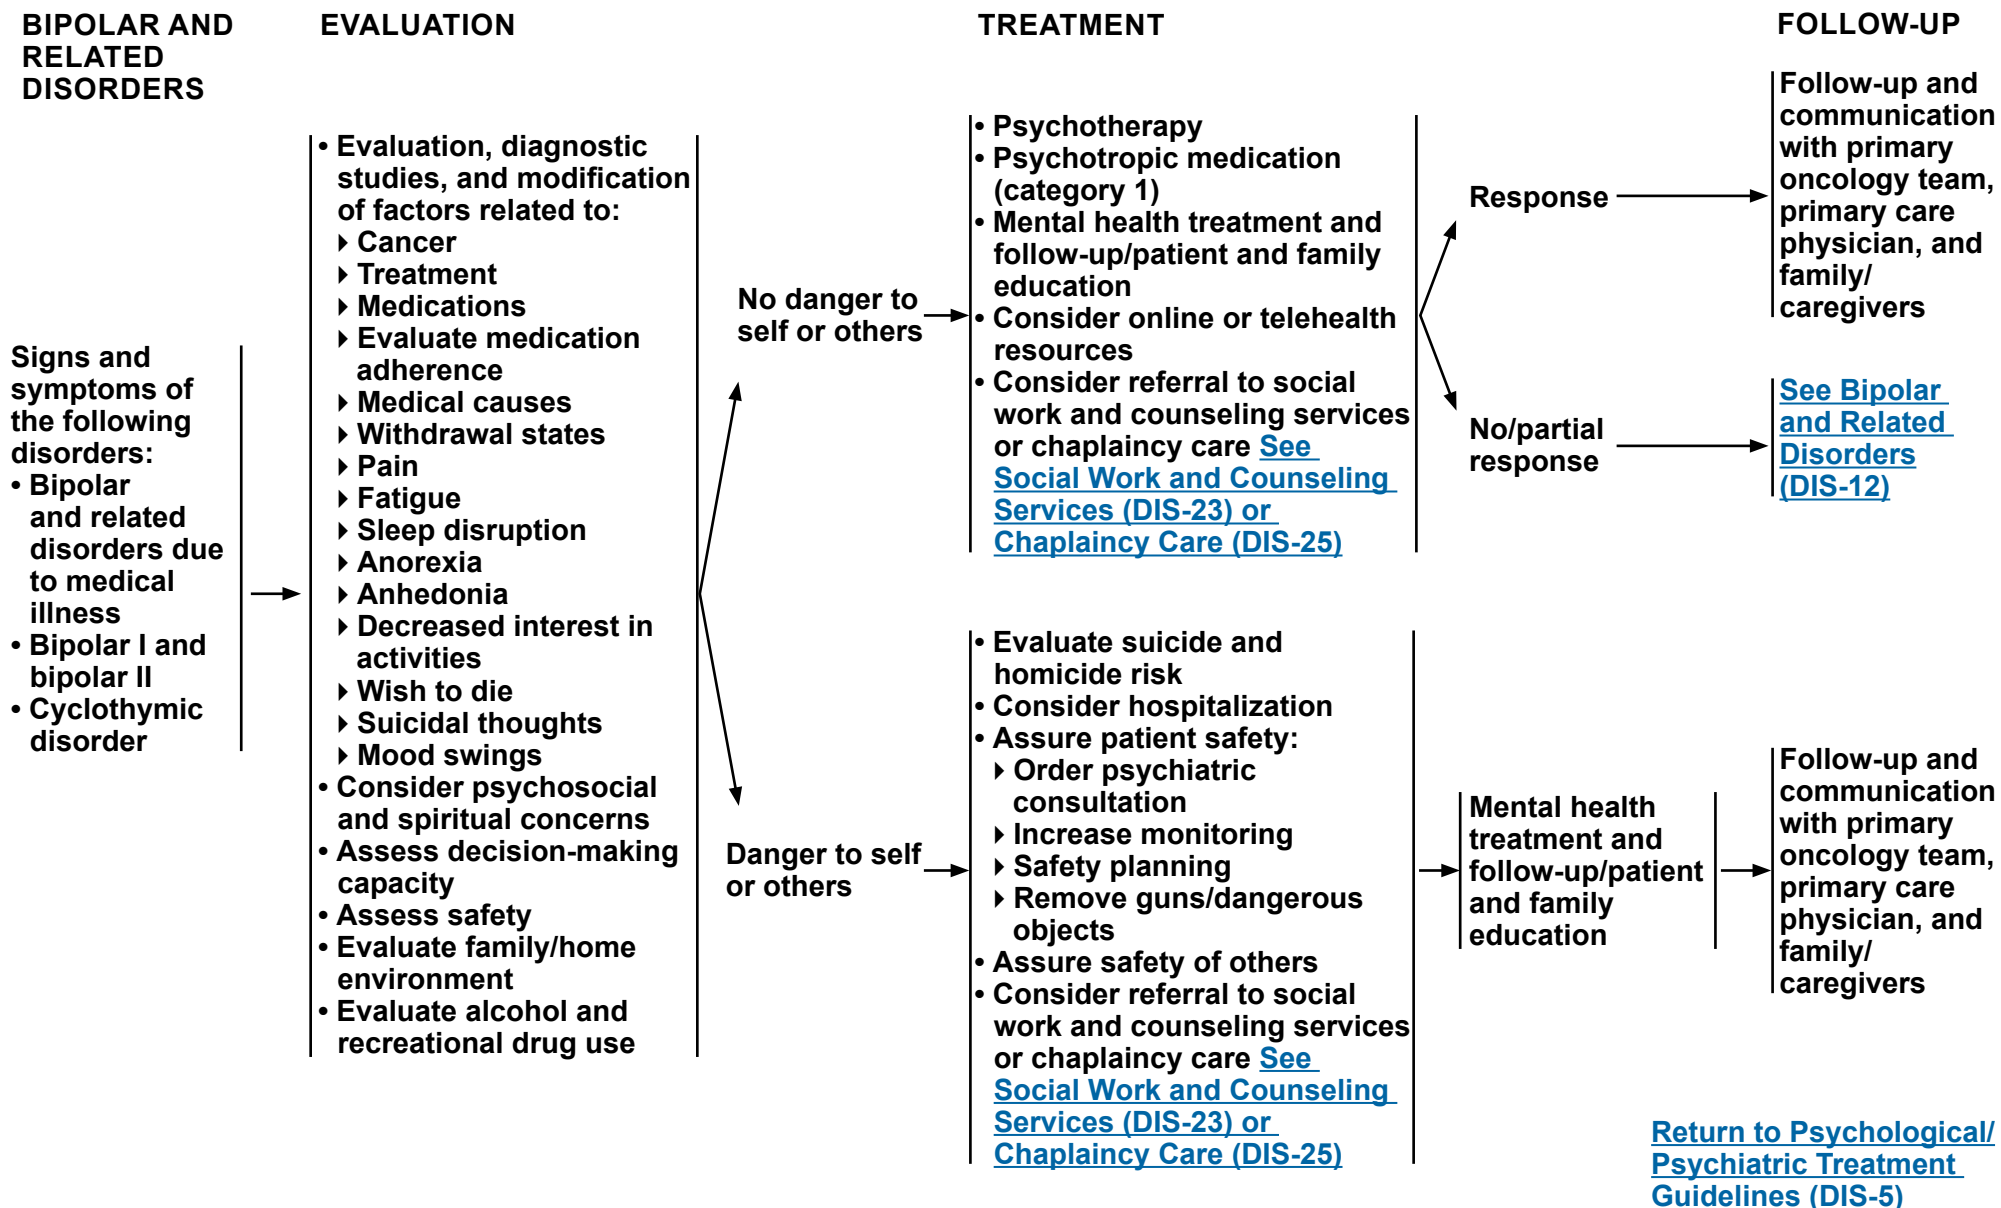 BIPOLAR AND
RELATED
DISORDERS
Signs and
symptoms of
the following
disorders:
• Bipolar
and related
disorders due
to medical
illness
• Bipolar I and
bipolar II
• Cyclothymic
disorder
EVALUATION
• Evaluation, diagnostic
studies, and modification
of factors related to:
Cancer
Treatment
Medications
Evaluate medication
adherence
Medical causes
Withdrawal states
Pain
Fatigue
Sleep disruption
Anorexia
Anhedonia
Decreased interest in
activities
Wish to die
Suicidal thoughts
Mood swings
• Consider psychosocial
and spiritual concerns
• Assess decision-making
capacity
• Assess safety
• Evaluate family/home
environment
• Evaluate alcohol and
recreational drug use
No danger to
self or others
Danger to self
or others
TREATMENT
• Psychotherapy
• Psychotropic medication
(category 1)
• Mental health treatment and
follow-up/patient and family
education
• Consider online or telehealth
resources
• Consider referral to social
work and counseling services
or chaplaincy care See
Social Work and Counseling
Services (DIS-23) or
Chaplaincy Care (DIS-25)
Response
No/partial
response
• Evaluate suicide and
homicide risk
• Consider hospitalization
• Assure patient safety:
Order psychiatric
consultation
Increase monitoring
Safety planning
Remove guns/dangerous
objects
• Assure safety of others
• Consider referral to social
work and counseling services
or chaplaincy care See
Social Work and Counseling
Services (DIS-23) or
Chaplaincy Care (DIS-25)
Mental health
treatment and
follow-up/patient
and family
education
FOLLOW-UP
Follow-up and
communication
with primary
oncology team,
primary care
physician, and
family/
caregivers
See Bipolar
and Related
Disorders
(DIS-12)
Follow-up and
communication
with primary
oncology team,
primary care
physician, and
family/
caregivers
Return to Psychological/
Psychiatric Treatment
Guidelines (DIS-5)